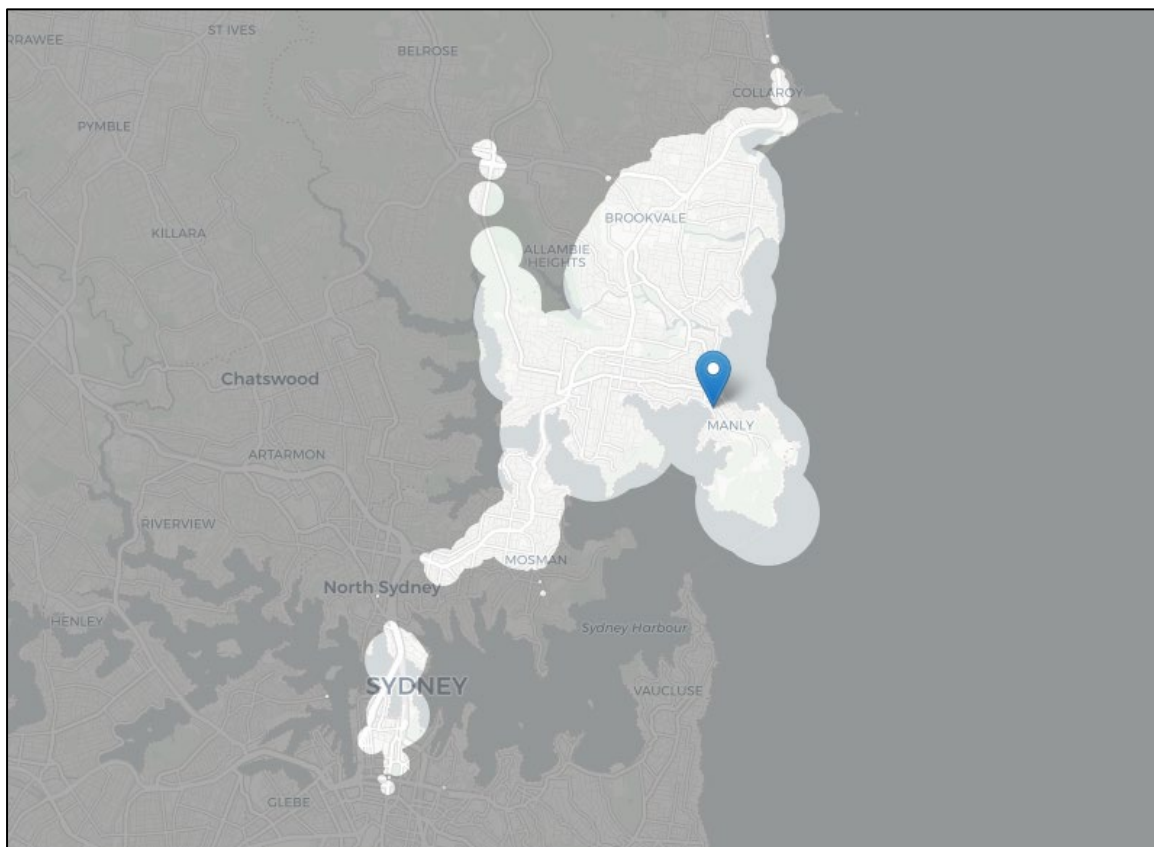 ST IVES
RRAWEE
BELROSE
COLLAROY
PYMBLE
BROOKVALE
KILLARA
ALLAMBIE
HEIGHTS
Chatswood
MANLY
ARTARMON
RIVERVIEW
MOSMAN
North Sydney
HENLEY
Sydney Harbour
SYDNEY
VAUCLUSE
GLEBE